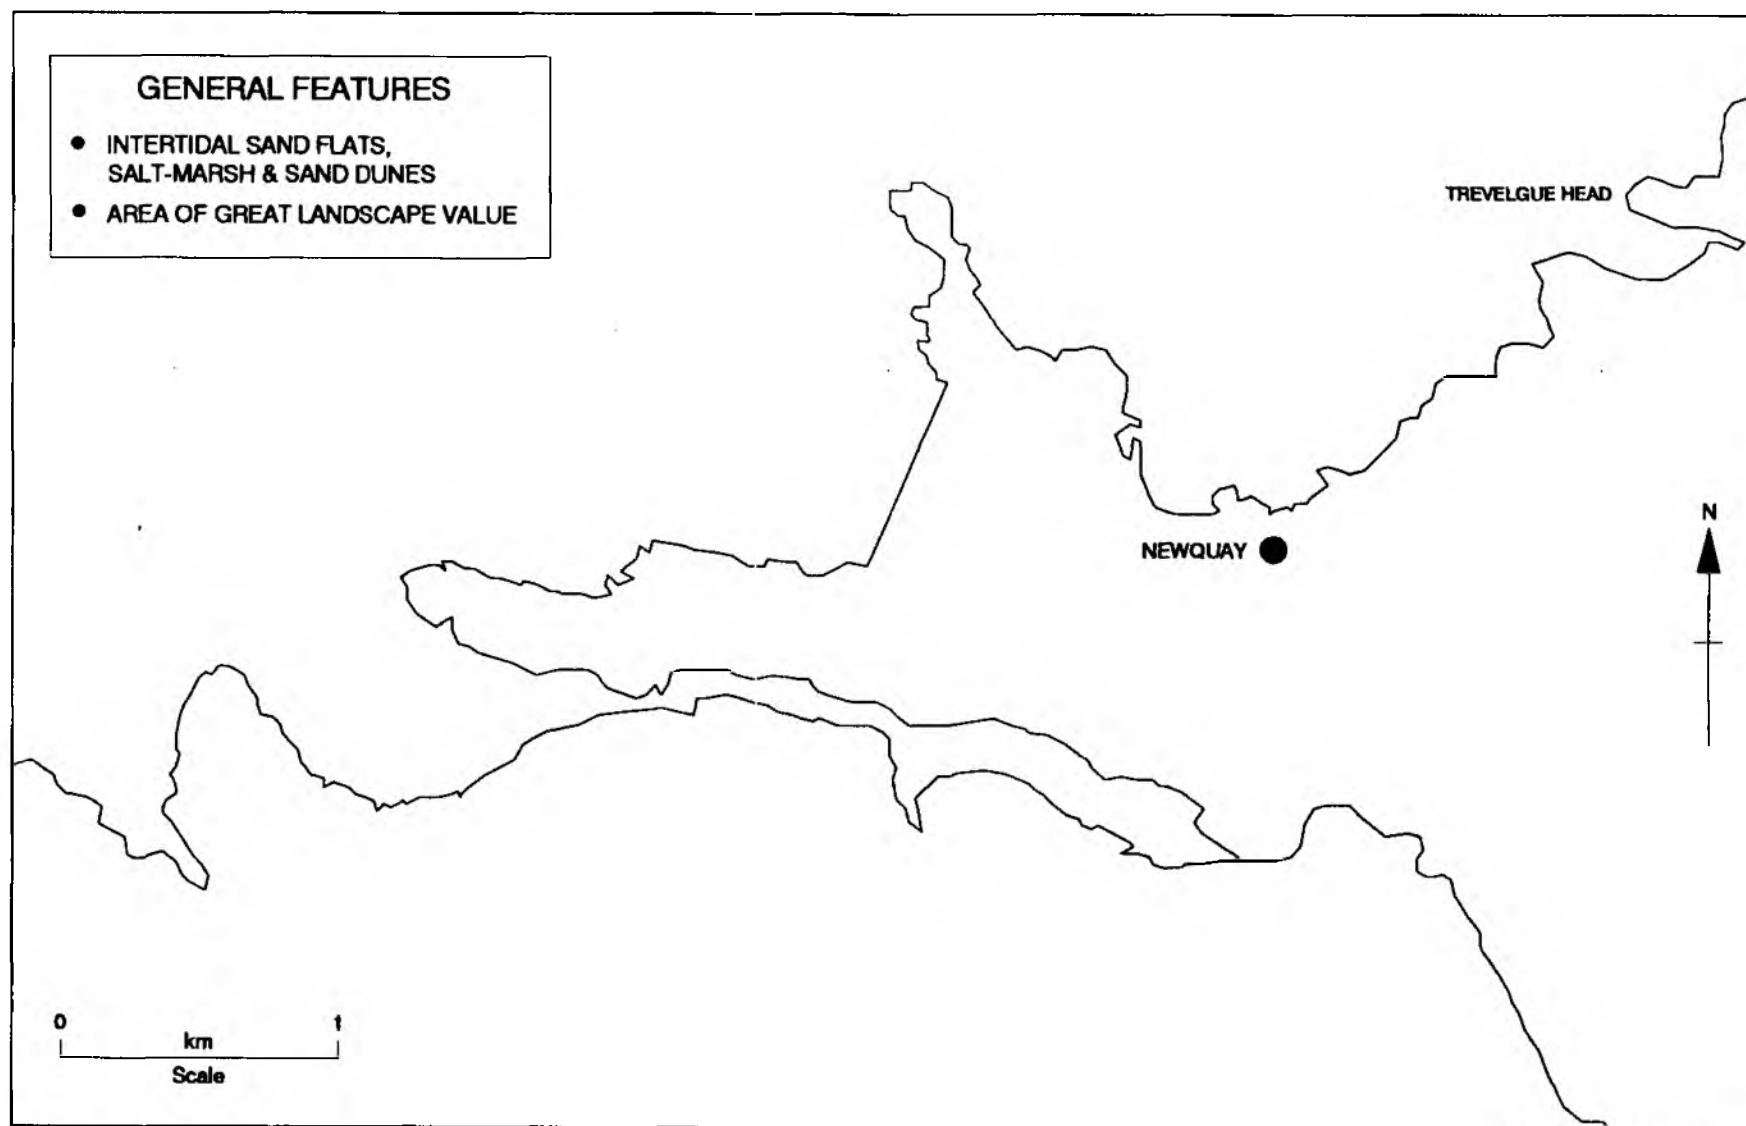 GENERAL FEATURES
● INTERTIDAL SAND FLATS,
SALT-MARSH & SAND DUNES
● AREA OF GREAT LANDSCAPE VALUE
TREVELGUE HEAD
N
NEWQUAY
0 1
km
Scale